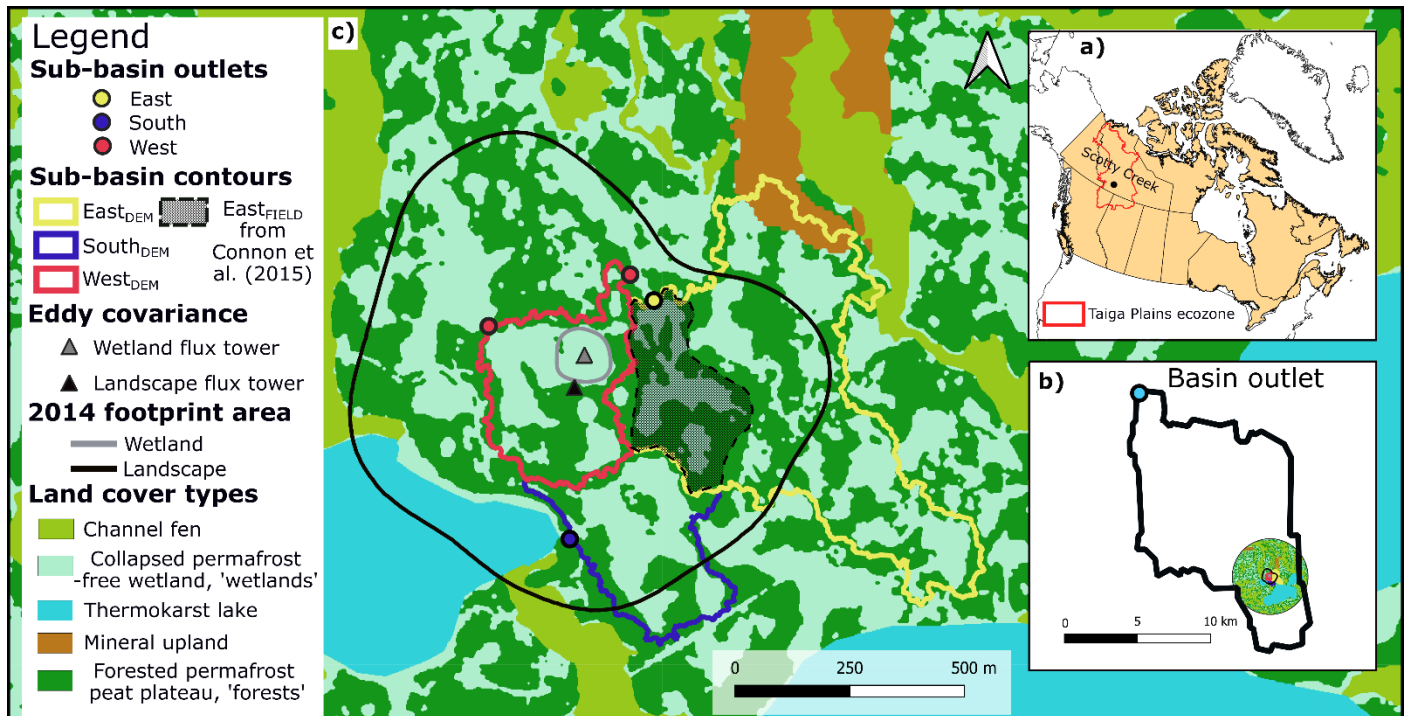 Legend
Sub-basin outlets
East
South
West
Sub-basin contours
EastDEM
EastFIELD
from
Connon et
al. (2015)
SouthDEM
WestDEM
Eddy covariance
Wetland flux tower
Landscape flux tower
2014 footprint area
Wetland
Landscape
Land cover types
Channel fen
Collapsed permafrost
-free wetland, 'wetlands'
Thermokarst lake
Mineral upland
Forested permafrost
peat plateau, 'forests'
c)
0 250 500 m
a)
Scotty Creek
Taiga Plains ecozone
b)
Basin outlet
0 5 10 km